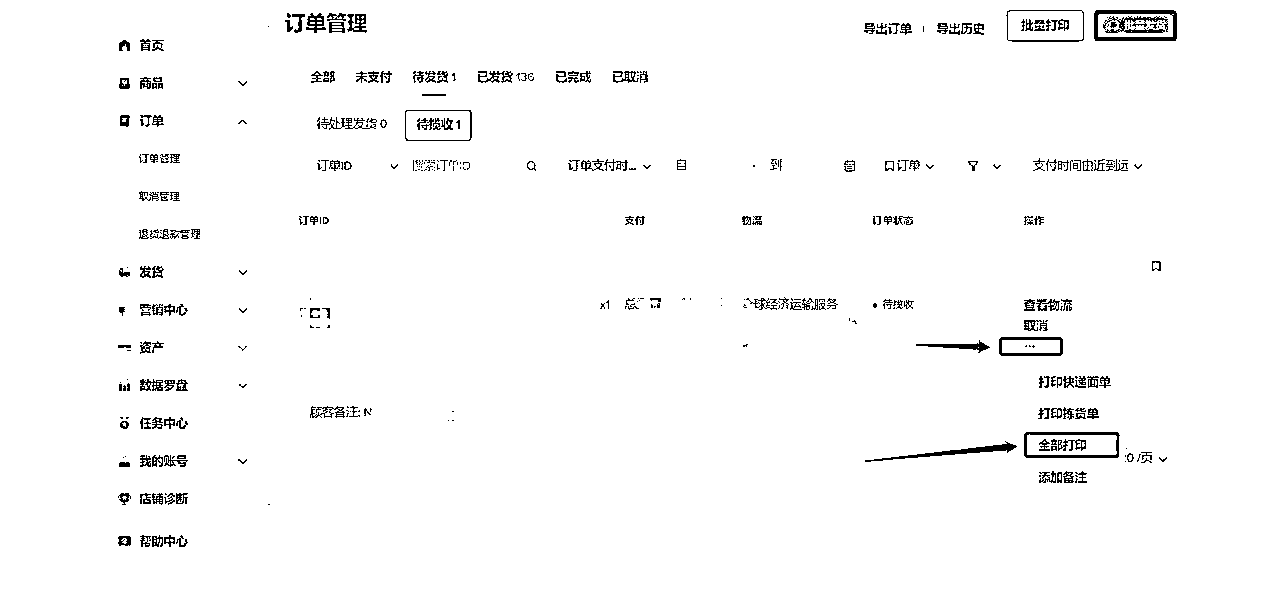 订单管理
导出订单
导出历史
批量打印
首页
商品
订单
订单管理
取消管理
退货退款管理
发货
营销中心
资产
数据罗盘
任务中心
我的账号
店铺诊断
帮助中心
全部 未支付 待发货 1 已发货 136 已完成 已取消
待处理发货 0 待揽收 1
订单ID 搜索订单ID 订单支付时... 自 到 订单 支付时间由近到远
订单ID 支付 物流 订单状态 操作
x1 全球经济运输服务 待揽收 查看物流
取消
...
打印快递面单
顾客备注: 打印拣货单
全部打印 /页
添加备注